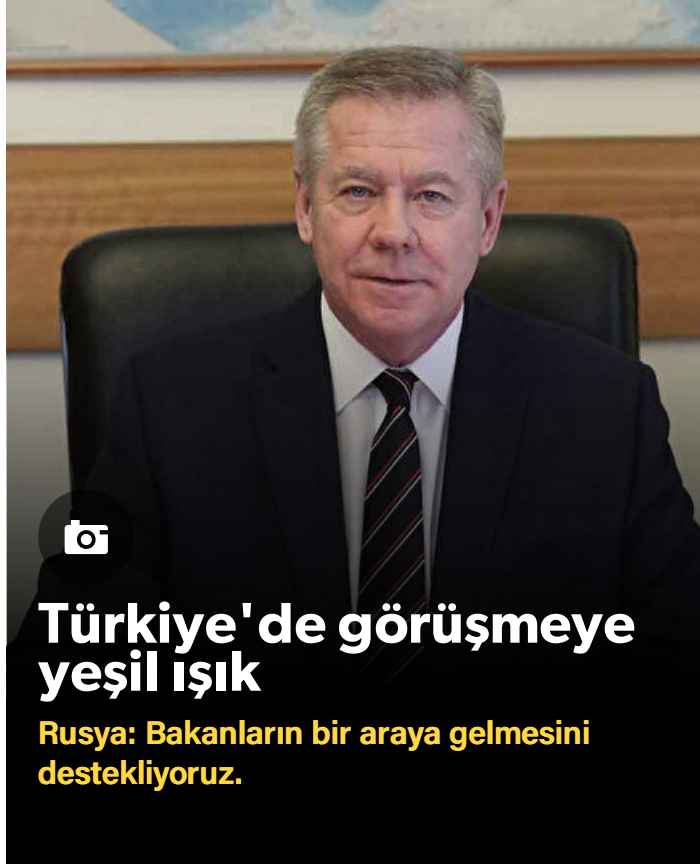 Türkiye'de görüşmeye
yeşil ışık
Rusya: Bakanların bir araya gelmesini
destekliyoruz.